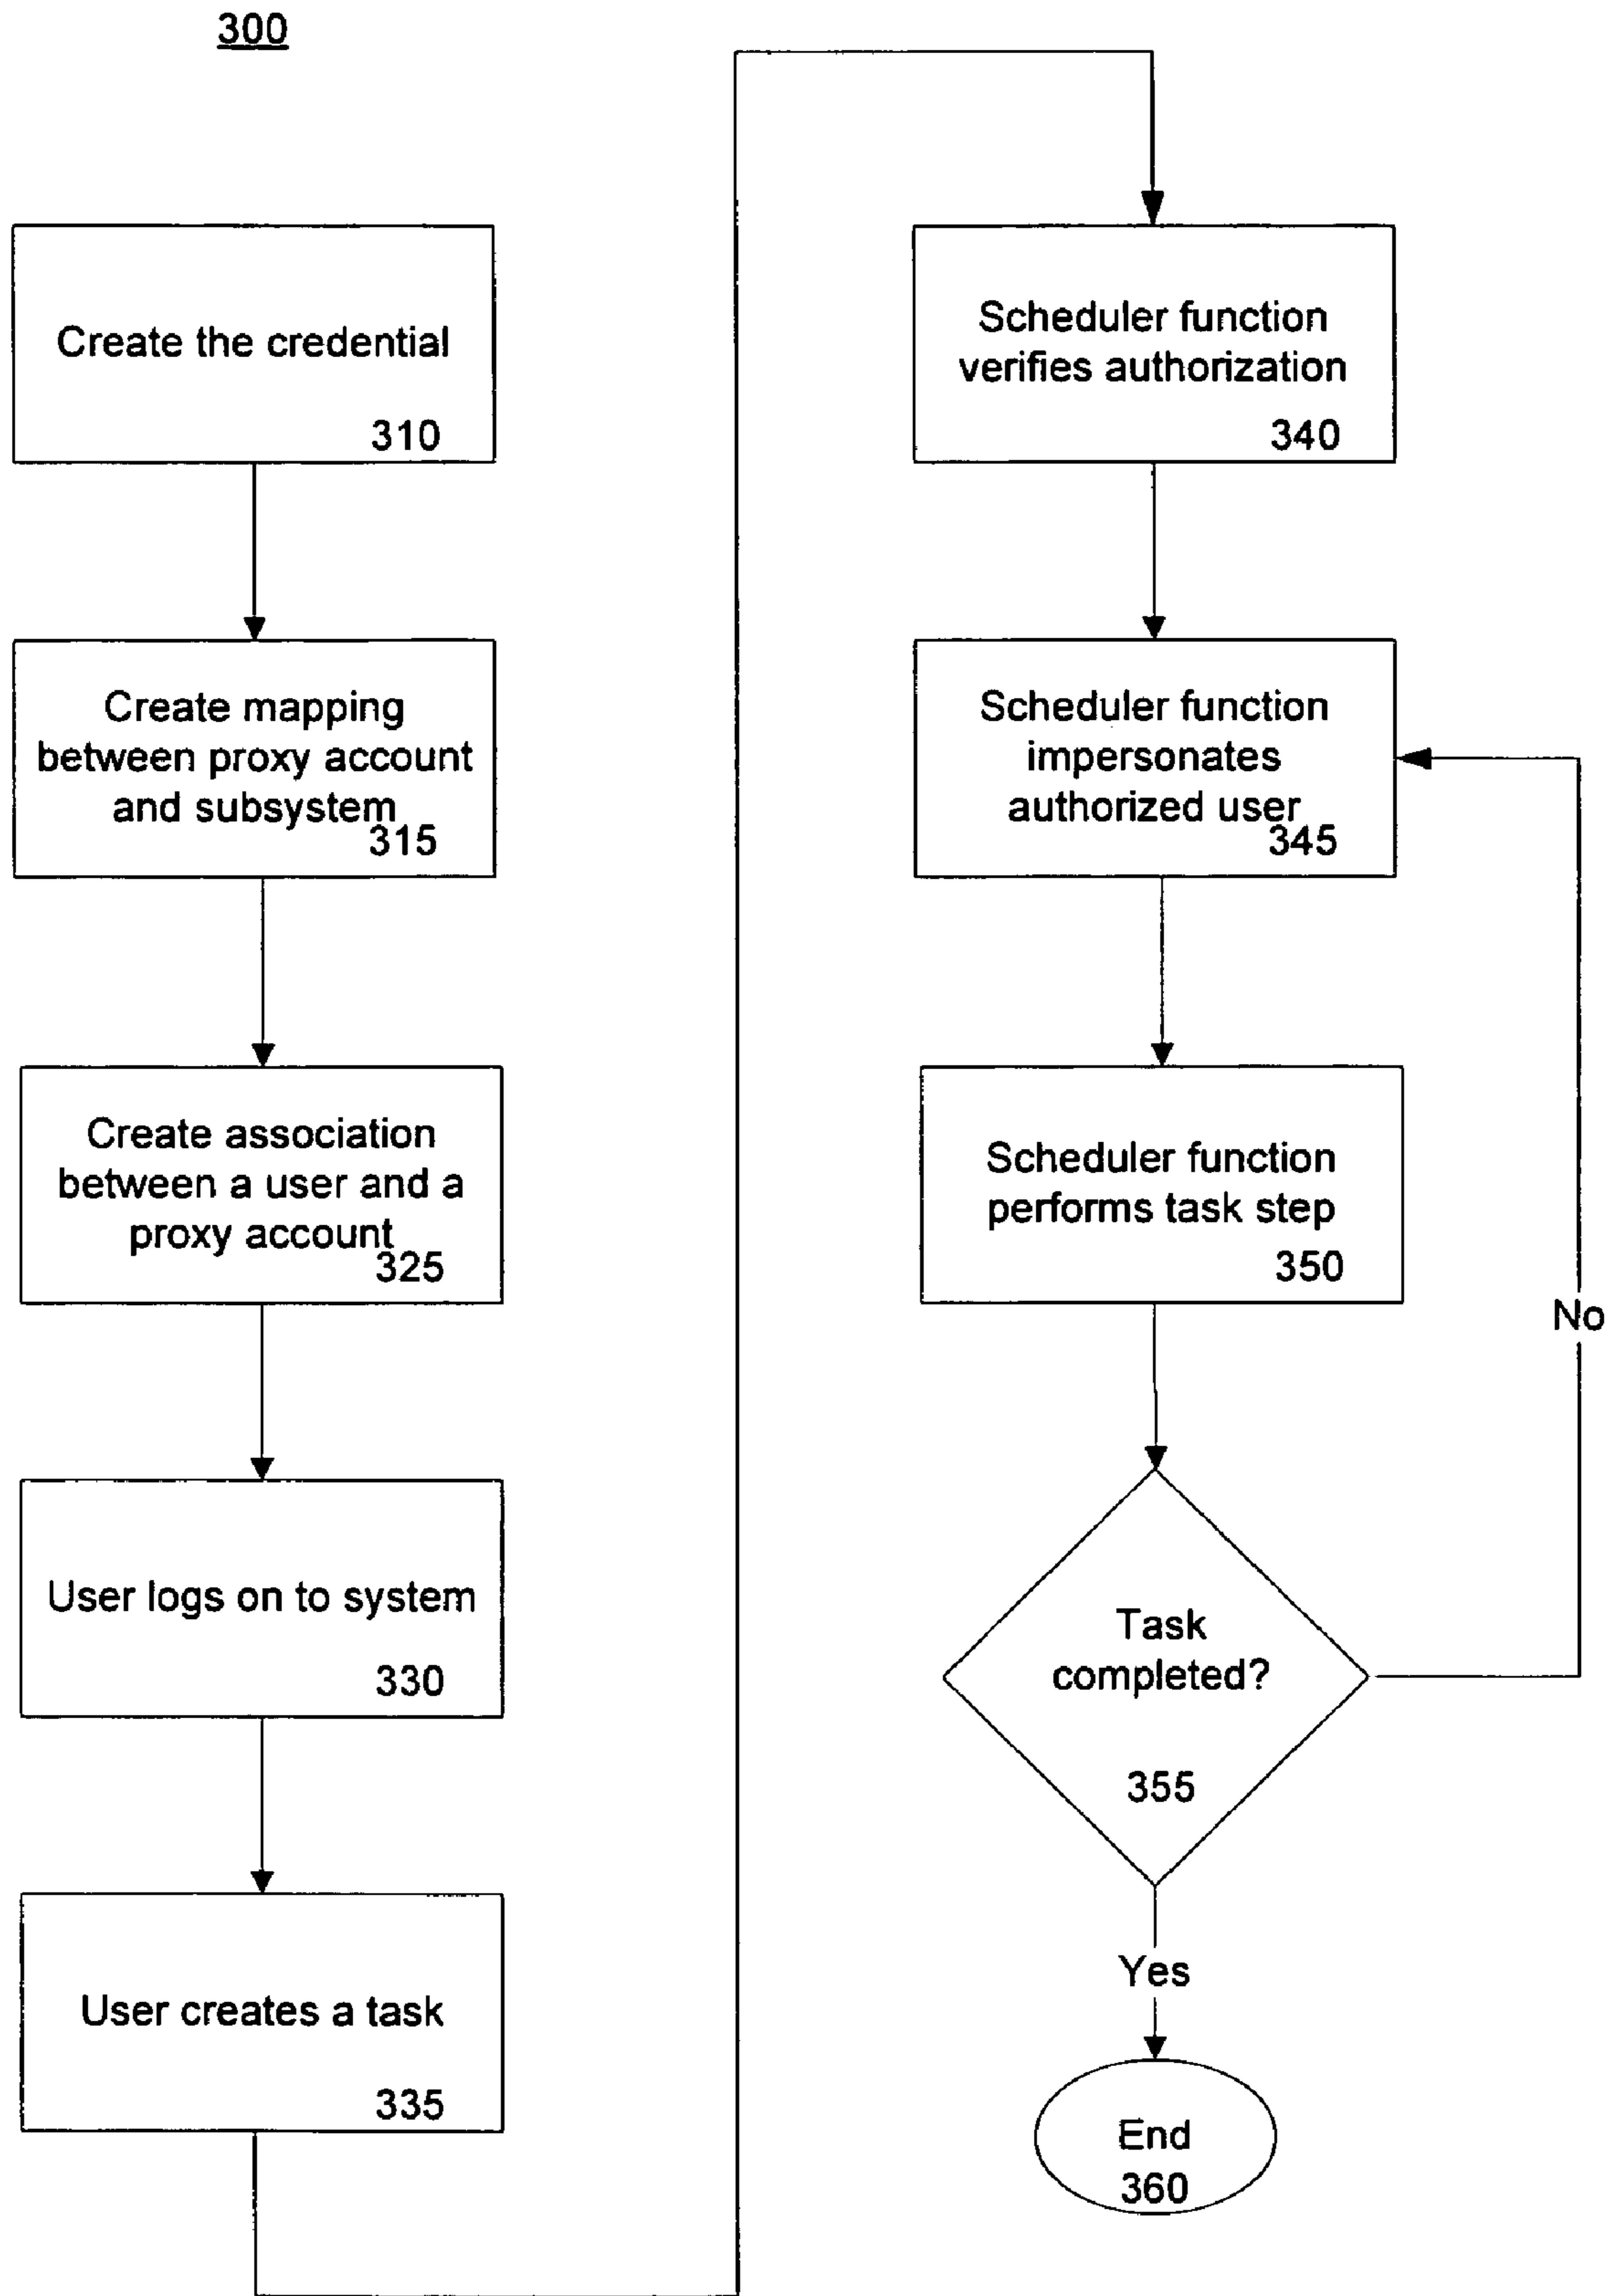 300
Create the credential
310
Create mapping
between proxy account
and subsystem
315
Create association
between a user and a
proxy account
325
User logs on to system
330
User creates a task
335
Scheduler function
verifies authorization
340
Scheduler function
impersonates
authorized user
345
Scheduler function
performs task step
350
No
Task
completed?
355
Yes
End
360